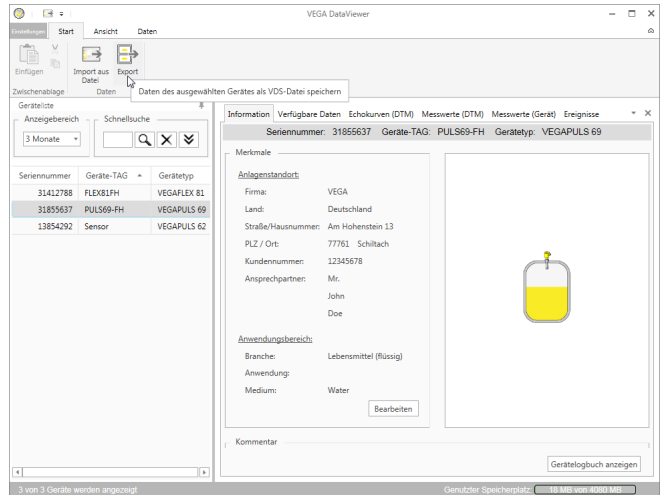 VEGA DataViewer
Einstellungen Start Ansicht Daten
Einfügen Import aus Datei Export
Zwischenablage Daten
Daten des ausgewählten Gerätes als VDS-Datei speichern
Geräteliste
Anzeigebereich Schnellsuche
3 Monate
Seriennummer Geräte-TAG Gerätetyp
31412788 FLEX81FH VEGAFLEX 81
31855637 PULS69-FH VEGAPULS 69
13854292 Sensor VEGAPULS 62
Information Verfügbare Daten Echokurven (DTM) Messwerte (DTM) Messwerte (Gerät) Ereignisse
Seriennummer: 31855637 Geräte-TAG: PULS69-FH Gerätetyp: VEGAPULS 69
Merkmale
Anlagenstandort:
Firma: VEGA
Land: Deutschland
Straße/Hausnummer: Am Hohenstein 13
PLZ / Ort: 77761 Schiltach
Kundennummer: 12345678
Ansprechpartner: Mr.
John
Doe
Anwendungsbereich:
Branche: Lebensmittel (flüssig)
Anwendung:
Medium: Water
Bearbeiten
Kommentar
Gerätelogbuch anzeigen
3 von 3 Geräte werden angezeigt
Genutzter Speicherplatz: 18 MB von 4080 MB